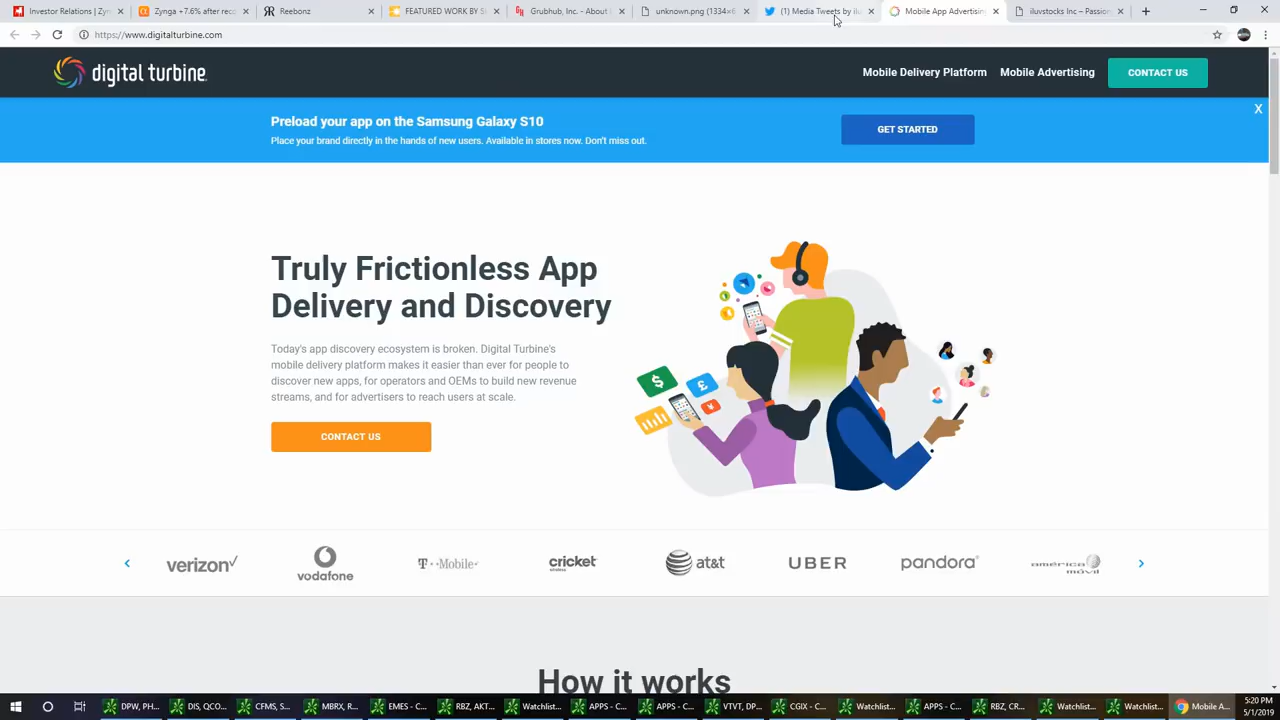 Investor Relations | Zyn
Zynga +7.6% after reco
Reebonz
FEATURED WORK BY S
Grubhub, Inc. - About
unknown.png (1334×6
(1) Media Tweets by ilu
Mobile App Advertising
iluvstocks Inc – Passion
https://www.digitalturbine.com
digital turbine
Mobile Delivery Platform
Mobile Advertising
CONTACT US
Preload your app on the Samsung Galaxy S10
Place your brand directly in the hands of new users. Available in stores now. Don't miss out.
GET STARTED
X
Truly Frictionless App
Delivery and Discovery
Today's app discovery ecosystem is broken. Digital Turbine's
mobile delivery platform makes it easier than ever for people to
discover new apps, for operators and OEMs to build new revenue
streams, and for advertisers to reach users at scale.
CONTACT US
verizon
vodafone
T Mobile
cricket
wireless
at&t
UBER
pandora
américa
móvil
How it works
DPW, PH...
DIS, QCO...
CFMS, S...
MBRX, R...
EMES - C...
RBZ, AKT...
APPS - C...
APPS - C...
VTVT, DP...
CGIX - C...
Watchlist...
APPS - C...
RBZ, CR...
Watchlist...
Watchlist...
Mobile A...
5:20 PM
5/1/2019